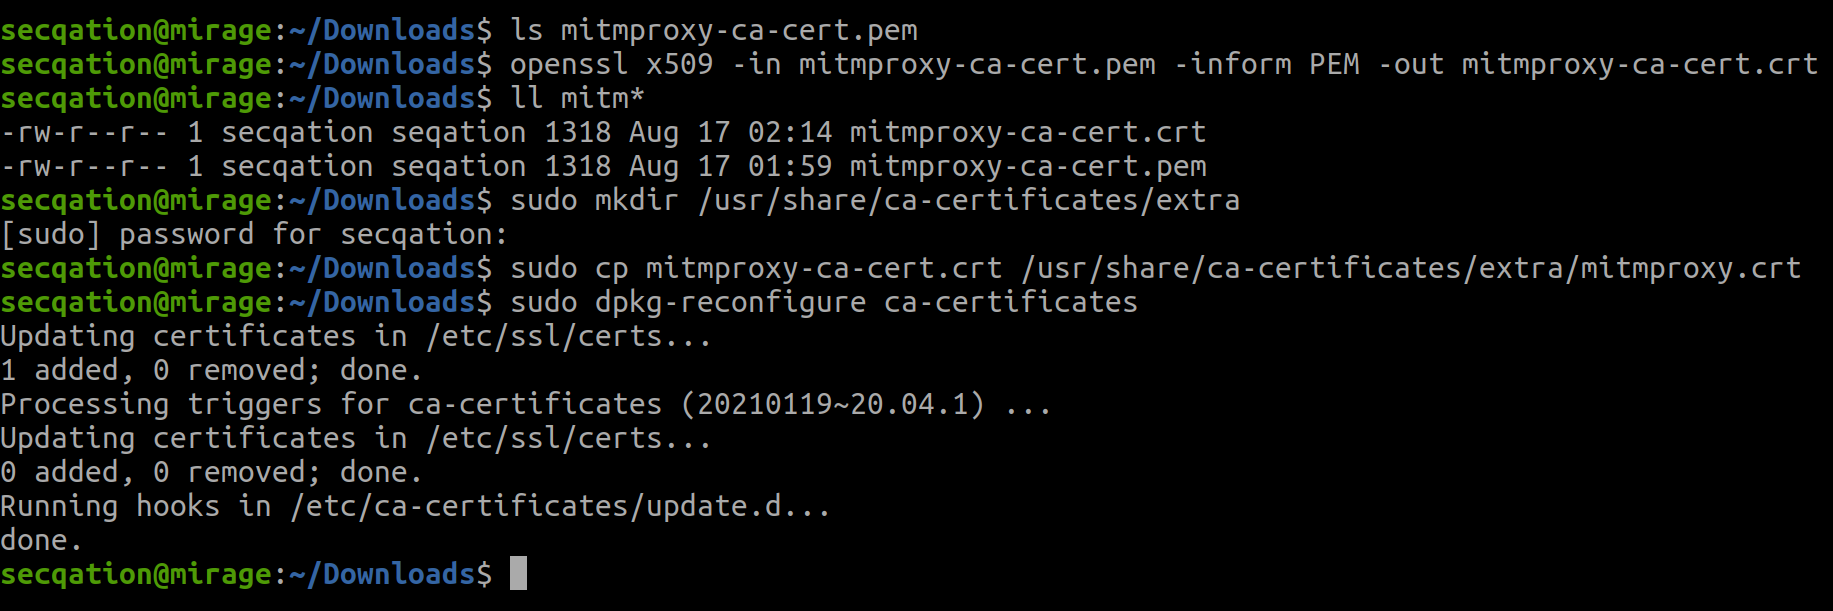 secqation@mirage:~/Downloads$ ls mitmproxy-ca-cert.pem
secqation@mirage:~/Downloads$ openssl x509 -in mitmproxy-ca-cert.pem -inform PEM -out mitmproxy-ca-cert.crt
secqation@mirage:~/Downloads$ ll mitm*
-rw-r--r-- 1 secqation seqation 1318 Aug 17 02:14 mitmproxy-ca-cert.crt
-rw-r--r-- 1 secqation seqation 1318 Aug 17 01:59 mitmproxy-ca-cert.pem
secqation@mirage:~/Downloads$ sudo mkdir /usr/share/ca-certificates/extra
[sudo] password for secqation:
secqation@mirage:~/Downloads$ sudo cp mitmproxy-ca-cert.crt /usr/share/ca-certificates/extra/mitmproxy.crt
secqation@mirage:~/Downloads$ sudo dpkg-reconfigure ca-certificates
Updating certificates in /etc/ssl/certs...
1 added, 0 removed; done.
Processing triggers for ca-certificates (20210119~20.04.1) ...
Updating certificates in /etc/ssl/certs...
0 added, 0 removed; done.
Running hooks in /etc/ca-certificates/update.d...
done.
secqation@mirage:~/Downloads$